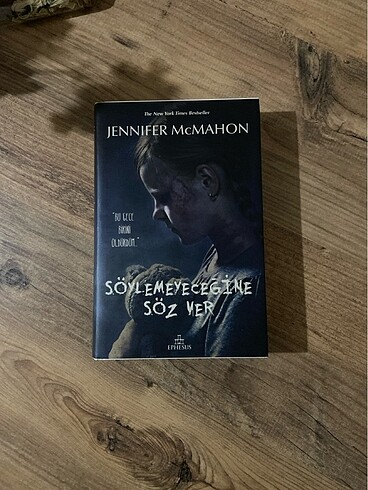 The New York Times Bestseller
JENNIFER McMAHON
"BU GECE
BİRİNİ
ÖLDÜRDÜM."
SÖYLEMEYECEĞİNE
SÖZ VER
EPHESUS